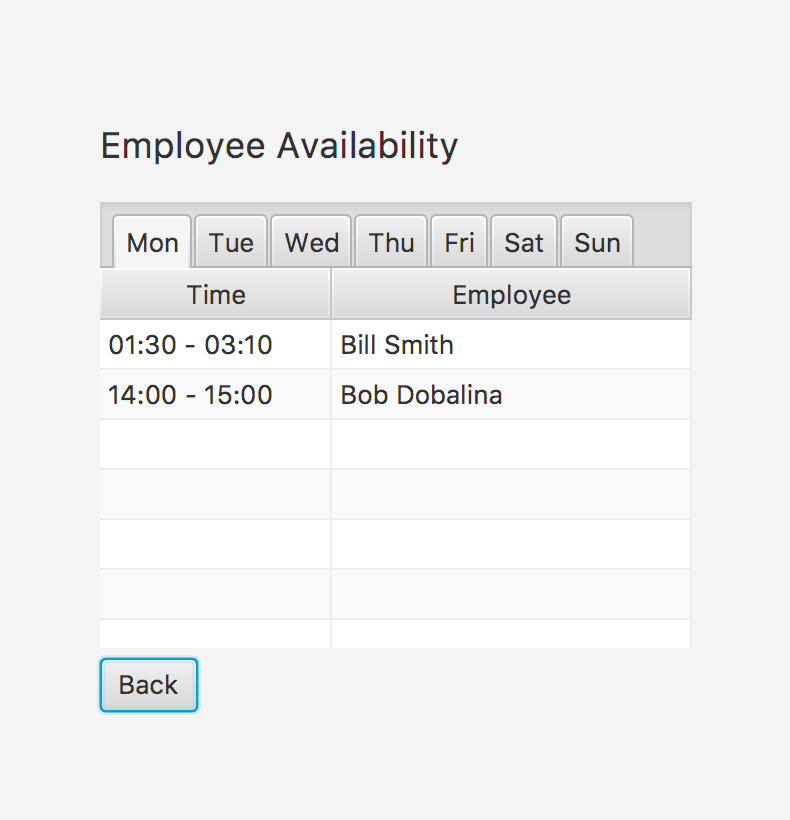 Employee Availability
Mon Tue Wed Thu Fri Sat Sun
Time Employee
01:30 - 03:10 Bill Smith
14:00 - 15:00 Bob Dobalina
Back